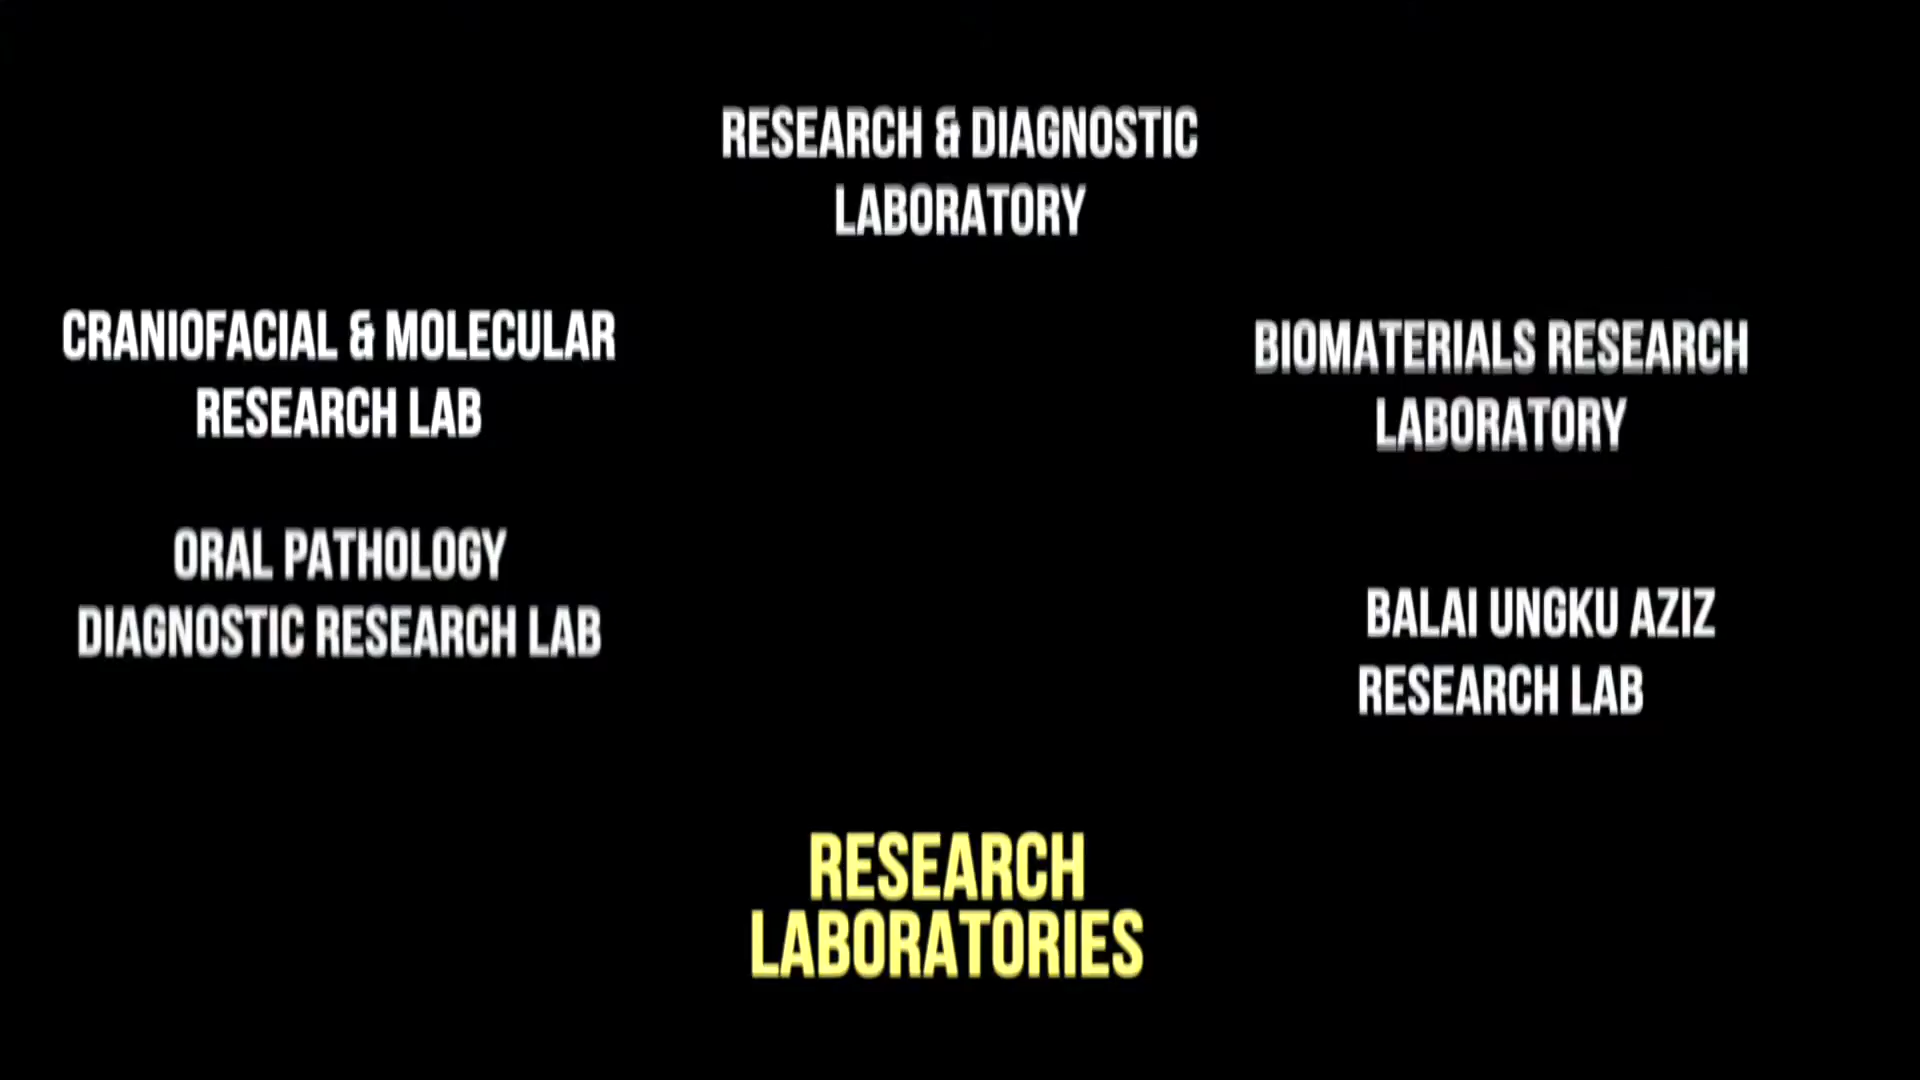 RESEARCH & DIAGNOSTIC
LABORATORY
CRANIOFACIAL & MOLECULAR
RESEARCH LAB
BIOMATERIALS RESEARCH
LABORATORY
ORAL PATHOLOGY
DIAGNOSTIC RESEARCH LAB
BALAI UNGKU AZIZ
RESEARCH LAB
RESEARCH
LABORATORIES